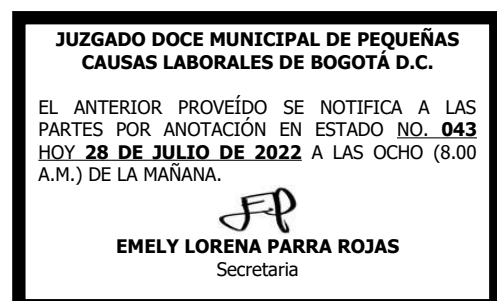 JUZGADO DOCE MUNICIPAL DE PEQUEÑAS
CAUSAS LABORALES DE BOGOTÁ D.C.
EL ANTERIOR PROVEÍDO SE NOTIFICA A LAS
PARTES POR ANOTACIÓN EN ESTADO NO. 043
HOY 28 DE JULIO DE 2022 A LAS OCHO (8.00
A.M.) DE LA MAÑANA.
EMELY LORENA PARRA ROJAS
Secretaria